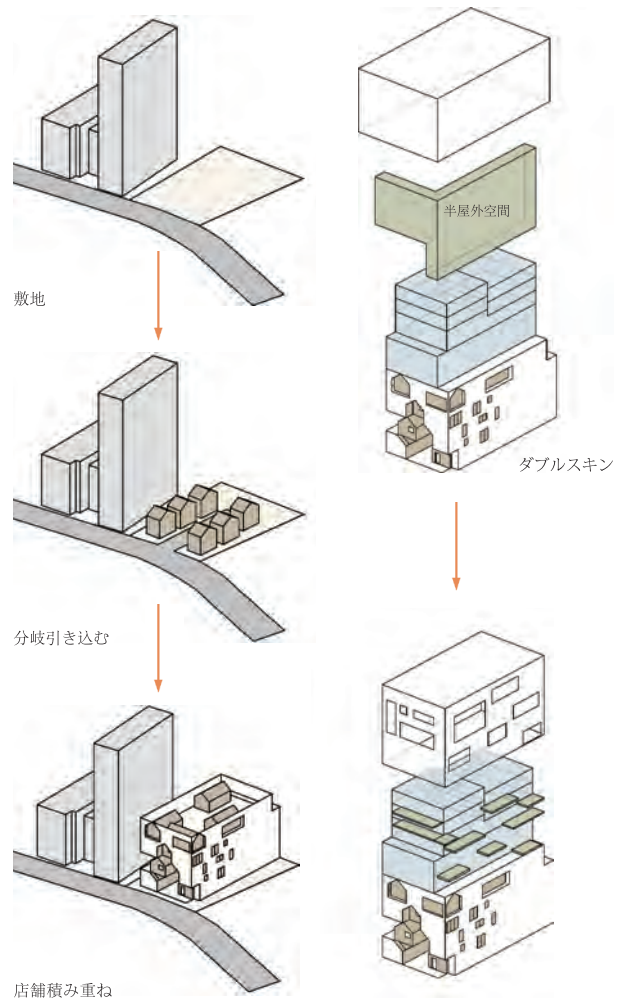 敷地
分岐引き込む
店舗積み重ね
半屋外空間
ダブルスキン